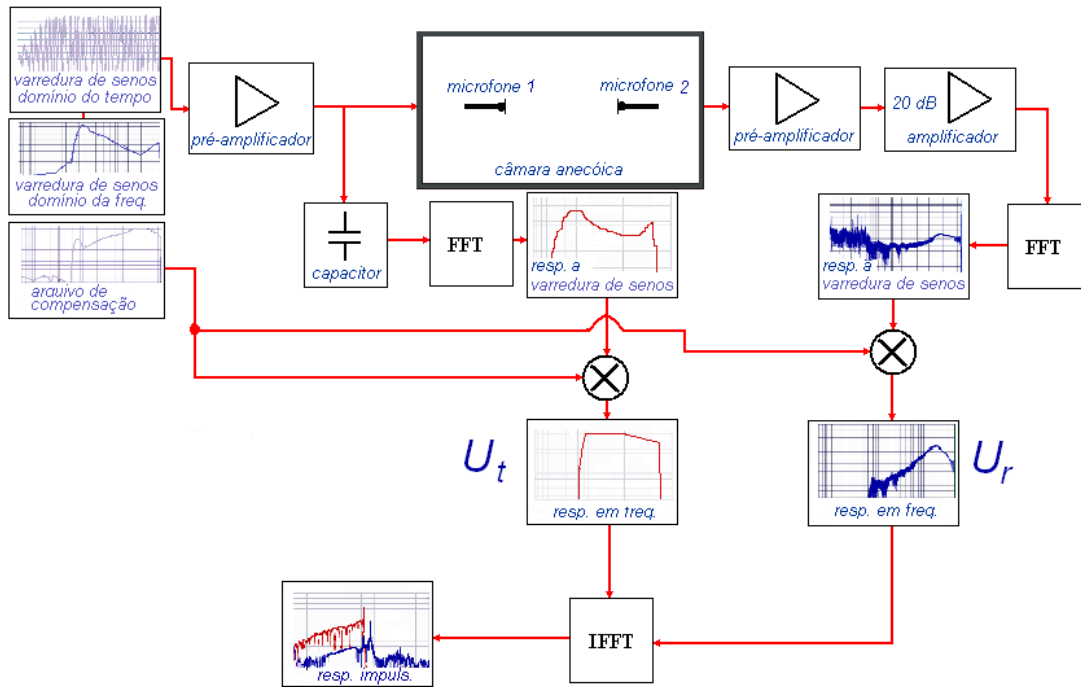 varredura de senos
domínio do tempo
pré-amplificador
varredura de senos
domínio da freq.
arquivo de
compensação
microfone 1
microfone 2
câmara anecóica
pré-amplificador
20 dB
amplificador
capacitor
FFT
resp. a
varredura de senos
resp. à
varredura de senos
FFT
U t
resp. em freq.
U r
resp. em freq.
IFFT
resp. impuls.